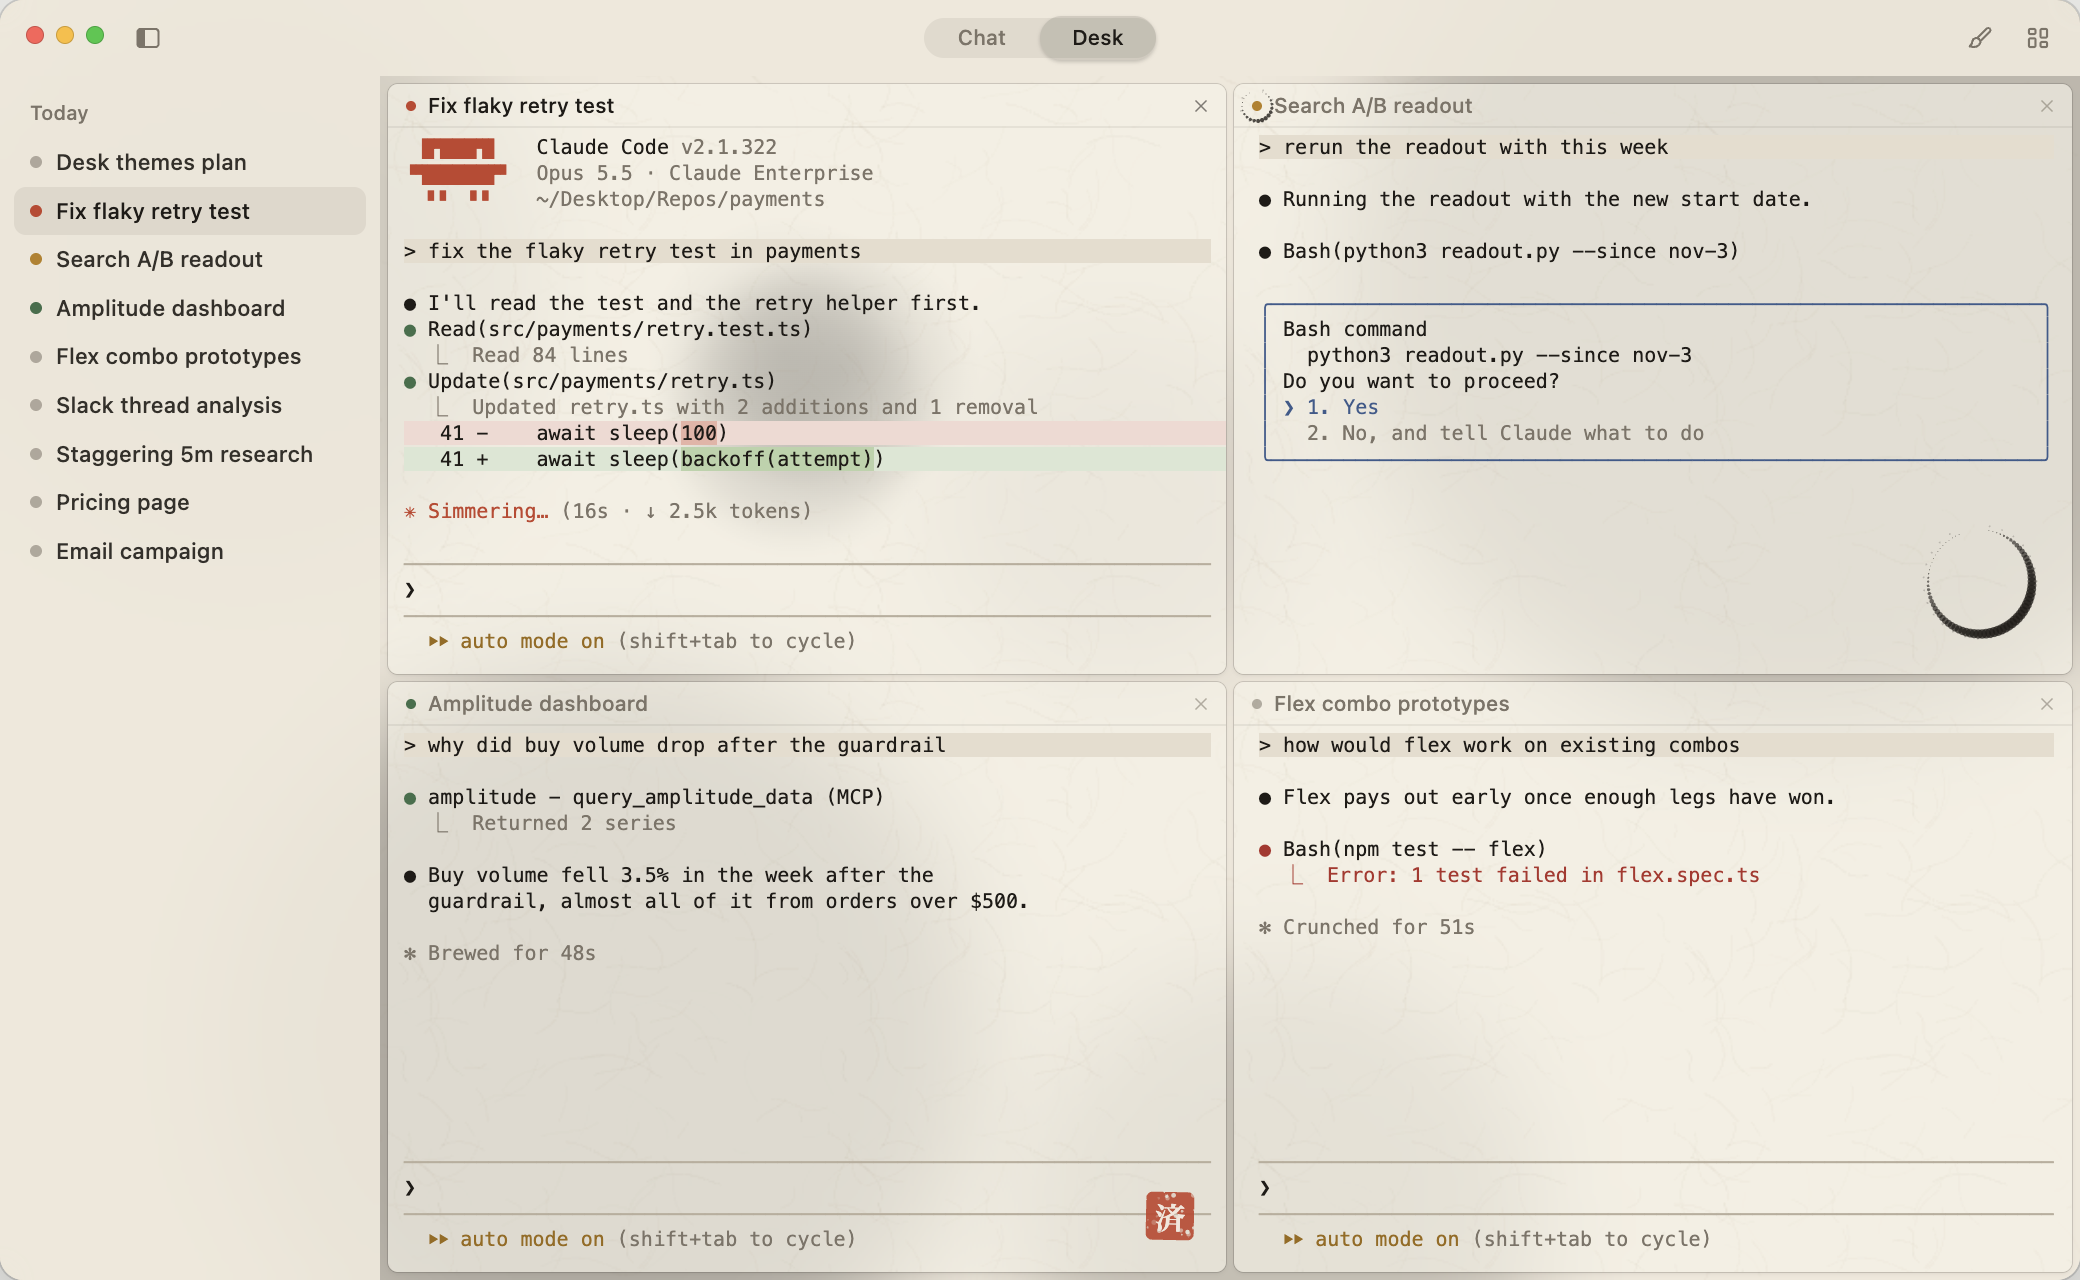 Chat
Desk
Today
Desk themes plan
Fix flaky retry test
Search A/B readout
Amplitude dashboard
Flex combo prototypes
Slack thread analysis
Staggering 5m research
Pricing page
Email campaign
Fix flaky retry test
Claude Code v2.1.322
Opus 5.5 · Claude Enterprise
~/Desktop/Repos/payments
> fix the flaky retry test in payments
● I'll read the test and the retry helper first.
● Read(src/payments/retry.test.ts)
⎿ Read 84 lines
● Update(src/payments/retry.ts)
⎿ Updated retry.ts with 2 additions and 1 removal
41 - await sleep(100)
41 + await sleep(backoff(attempt))
✳ Simmering… (16s · ↓ 2.5k tokens)
❯
⏵⏵ auto mode on (shift+tab to cycle)
Search A/B readout
> rerun the readout with this week
● Running the readout with the new start date.
● Bash(python3 readout.py --since nov-3)
Bash command
python3 readout.py --since nov-3
Do you want to proceed?
❯ 1. Yes
2. No, and tell Claude what to do
Amplitude dashboard
> why did buy volume drop after the guardrail
● amplitude - query_amplitude_data (MCP)
⎿ Returned 2 series
● Buy volume fell 3.5% in the week after the
guardrail, almost all of it from orders over $500.
✻ Brewed for 48s
❯
済
⏵⏵ auto mode on (shift+tab to cycle)
Flex combo prototypes
> how would flex work on existing combos
● Flex pays out early once enough legs have won.
● Bash(npm test -- flex)
⎿ Error: 1 test failed in flex.spec.ts
✻ Crunched for 51s
❯
⏵⏵ auto mode on (shift+tab to cycle)